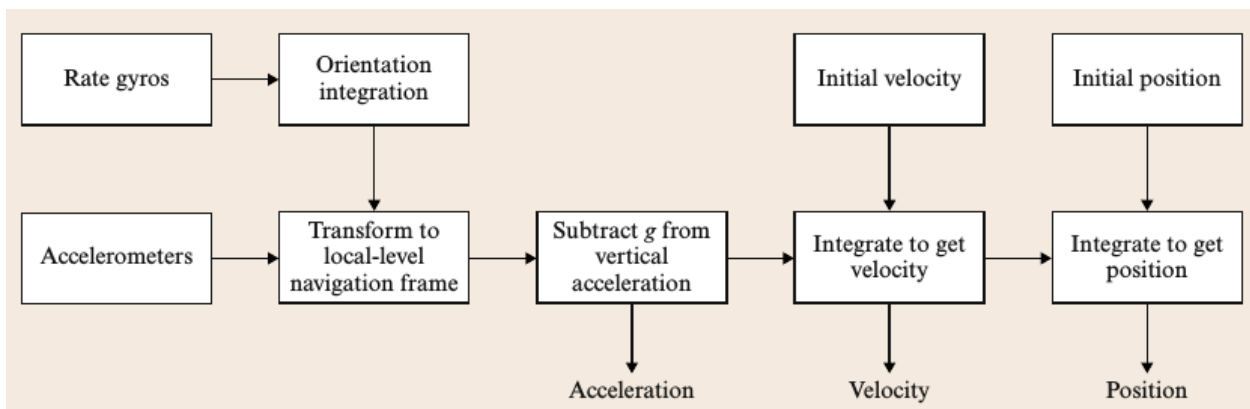 Rate gyros
Orientation
integration
Initial velocity
Initial position
Accelerometers
Transform to
local-level
navigation frame
Subtract g from
vertical
acceleration
Integrate to get
velocity
Integrate to get
position
Acceleration
Velocity
Position